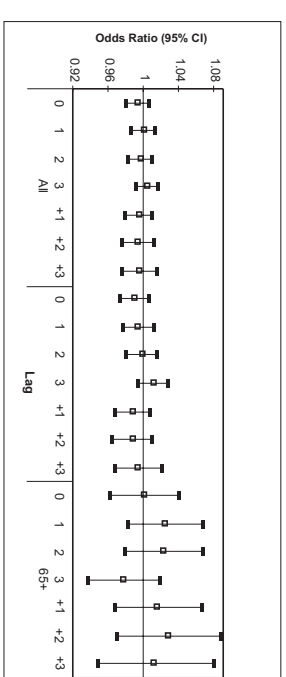 Odds Ratio (95% CI)
0.92 0.96 1 1.04 1.08
0 1 2 3 +1 +2 +3 0 1 2 3 +1 +2 +3 0 1 2 3 +1 +2 +3
All 65+
Lag